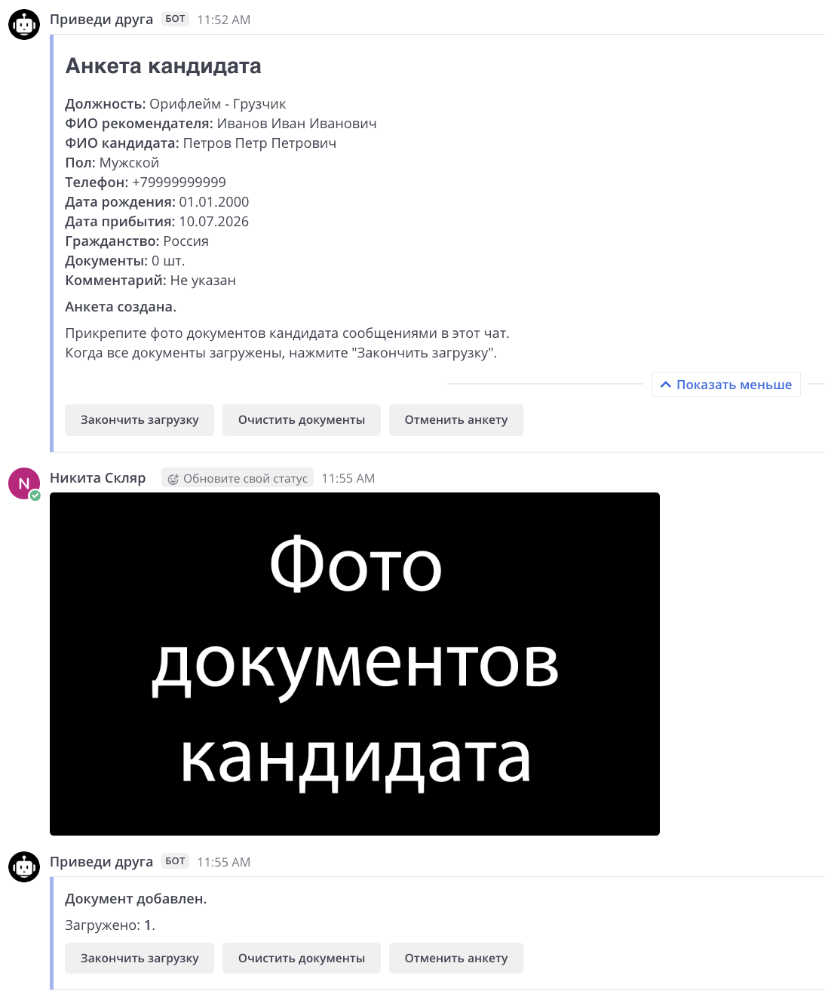 Приведи друга БОТ 11:52 AM
Анкета кандидата
Должность: Орифлейм - Грузчик
ФИО рекомендателя: Иванов Иван Иванович
ФИО кандидата: Петров Петр Петрович
Пол: Мужской
Телефон: +79999999999
Дата рождения: 01.01.2000
Дата прибытия: 10.07.2026
Гражданство: Россия
Документы: 0 шт.
Комментарий: Не указан
Анкета создана.
Прикрепите фото документов кандидата сообщениями в этот чат.
Когда все документы загружены, нажмите "Закончить загрузку".
Показать меньше
Закончить загрузку Очистить документы Отменить анкету
N Никита Скляр Обновите свой статус 11:55 AM
Фото
документов
кандидата
Приведи друга БОТ 11:55 AM
Документ добавлен.
Загружено: 1.
Закончить загрузку Очистить документы Отменить анкету